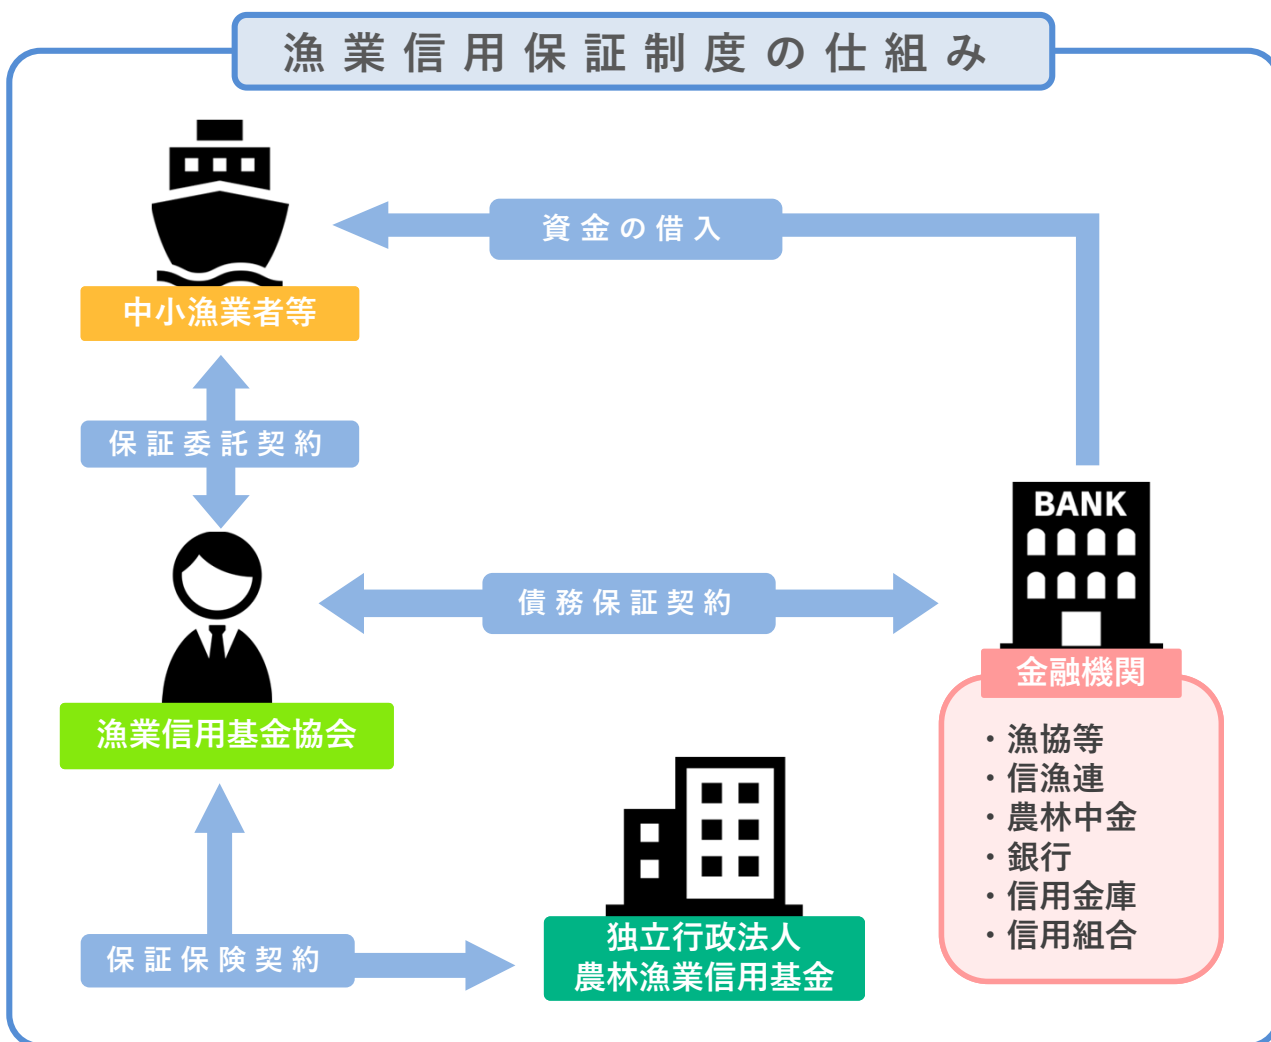 漁業信用保証制度の仕組み
資金の借入
中小漁業者等
保証委託契約
BANK
債務保証契約
金融機関
漁業信用基金協会
・漁協等
・信漁連
・農林中金
・銀行
・信用金庫
・信用組合
独立行政法人
農林漁業信用基金
保証保険契約